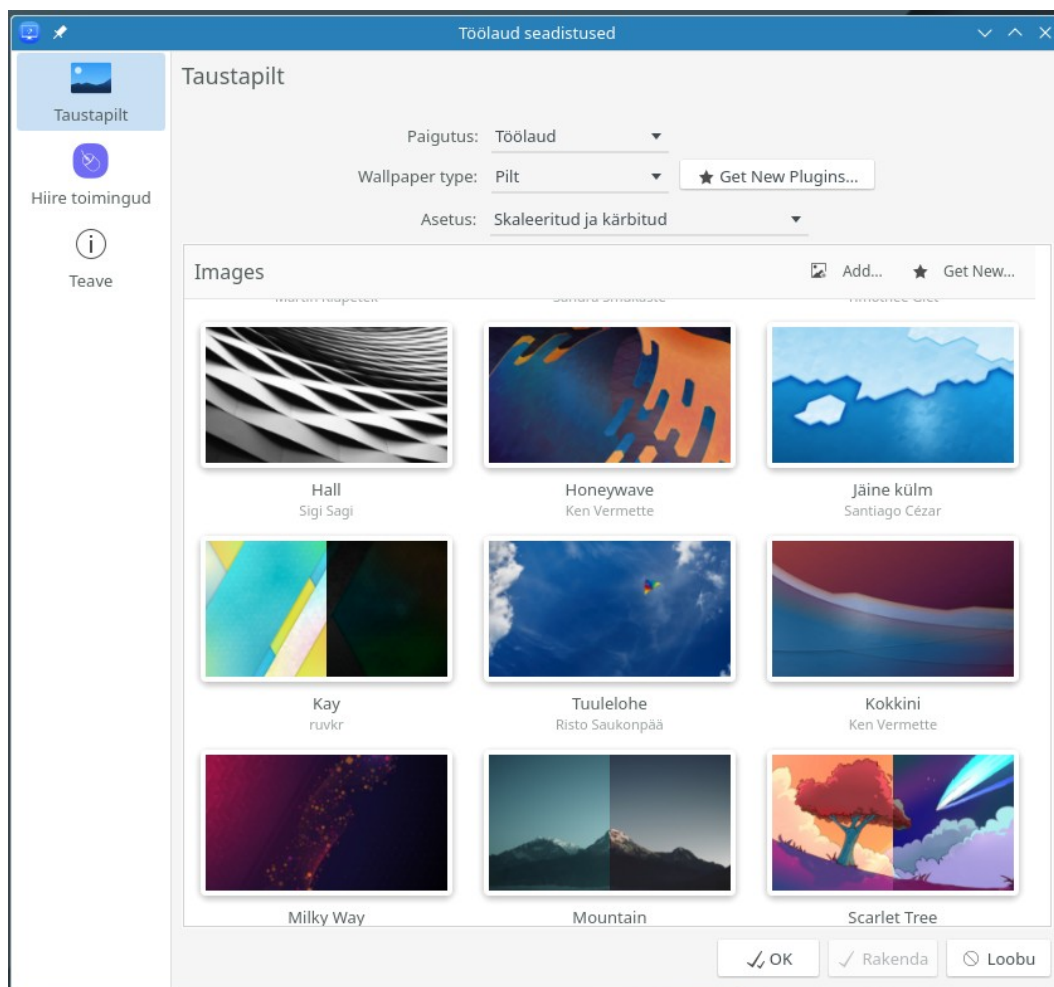 Töölaud seadistused
Taustapilt
Hiire toimingud
Teave
Taustapilt
Paigutus: Töölaud
Wallpaper type: Pilt Get New Plugins...
Asetus: Skaleeritud ja kärbitud
Images Add... Get New...
Hall Honeywave Jäine külm
Sigi Sagi Ken Vermette Santiago Cézar
Kay Tuulelohe Kokkini
ruvkr Risto Saukonpää Ken Vermette
Milky Way Mountain Scarlet Tree
OK Rakenda Loobu